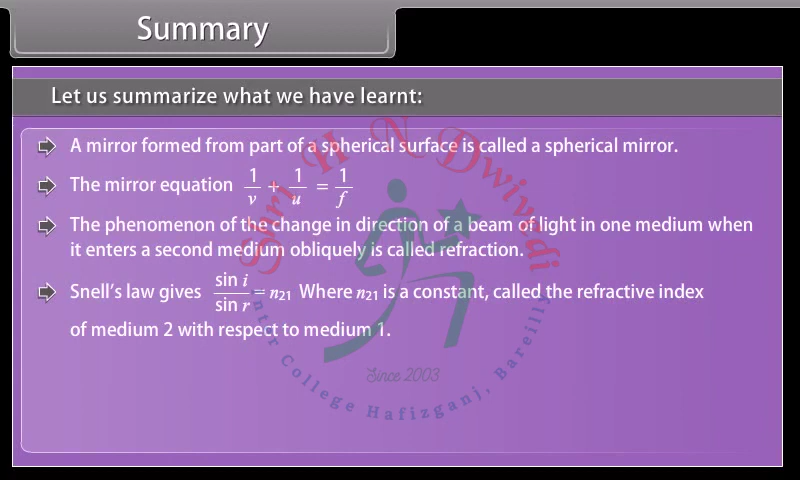 Summary
Let us summarize what we have learnt:
A mirror formed from part of a spherical surface is called a spherical mirror.
The mirror equation 1/v + 1/u = 1/f
The phenomenon of the change in direction of a beam of light in one medium when
it enters a second medium obliquely is called refraction.
Snell's law gives sin i/sin r = n₂₁ Where n₂₁ is a constant, called the refractive index
of medium 2 with respect to medium 1.
Shri H N Dwivedi
Inter College Hafizganj, Bareilly
Since 2003